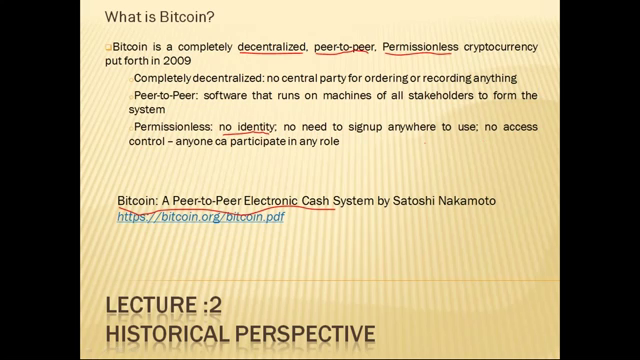 What is Bitcoin?
Bitcoin is a completely decentralized, peer-to-peer, Permissionless cryptocurrency
put forth in 2009
Completely decentralized: no central party for ordering or recording anything
Peer-to-Peer: software that runs on machines of all stakeholders to form the
system
Permissionless: no identity; no need to signup anywhere to use; no access
control – anyone ca participate in any role
Bitcoin: A Peer-to-Peer Electronic Cash System by Satoshi Nakamoto
https://bitcoin.org/bitcoin.pdf
LECTURE :2
HISTORICAL PERSPECTIVE